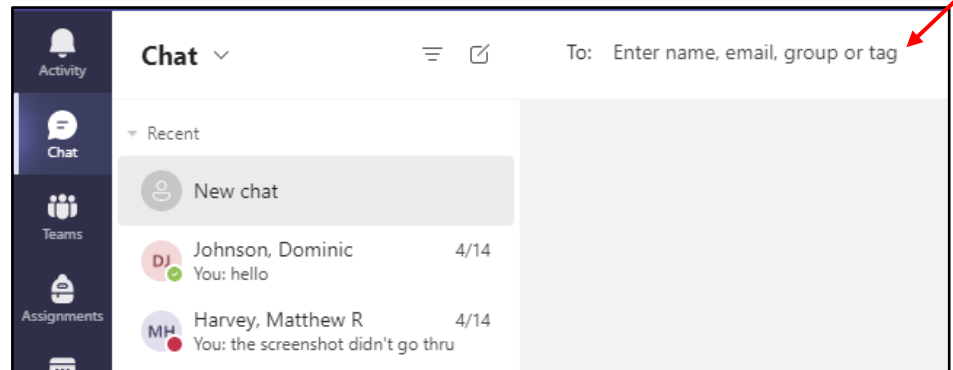 Activity
Chat
Teams
Assignments
Chat
To: Enter name, email, group or tag
Recent
New chat
DJ
Johnson, Dominic 4/14
You: hello
MH
Harvey, Matthew R 4/14
You: the screenshot didn't go thru